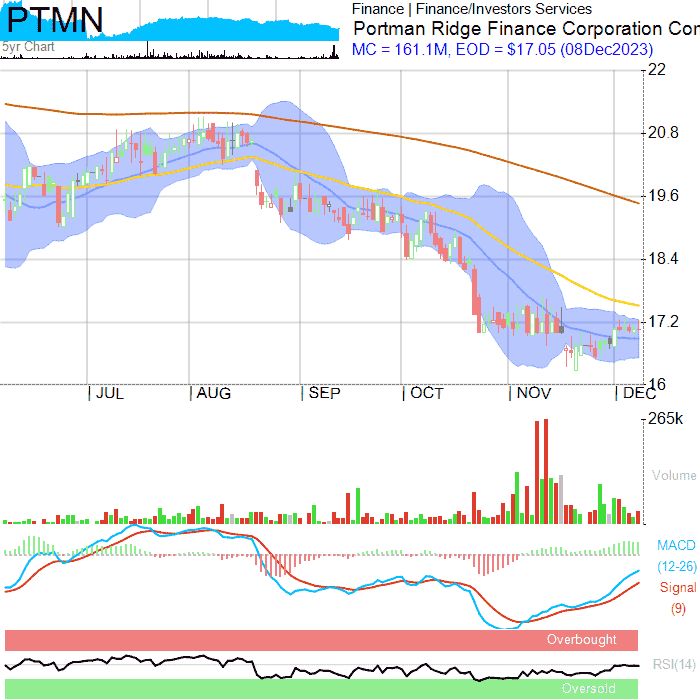 PTMN
5yr Chart
Finance | Finance/Investors Services
Portman Ridge Finance Corporation Con
MC = 161.1M, EOD = $17.05 (08Dec2023)
22
20.8
19.6
18.4
17.2
16
JUL AUG SEP OCT NOV DEC
265k
Volume
MACD
(12-26)
Signal
(9)
Overbought
RSI(14)
Oversold